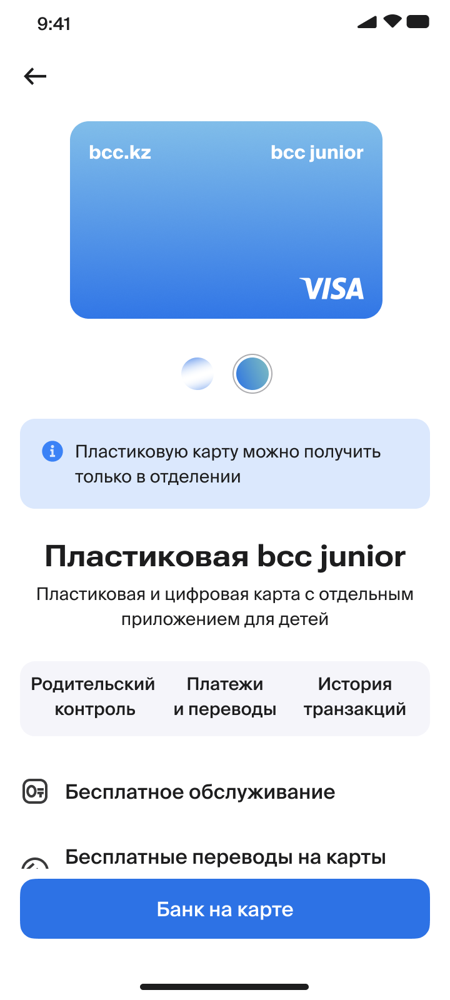 9:41
bcc.kz
bcc junior
VISA
Пластиковую карту можно получить
только в отделении
Пластиковая bcc junior
Пластиковая и цифровая карта с отдельным
приложением для детей
Родительский
контроль
Платежи
и переводы
История
транзакций
0₸
Бесплатное обслуживание
Бесплатные переводы на карты
Банк на карте